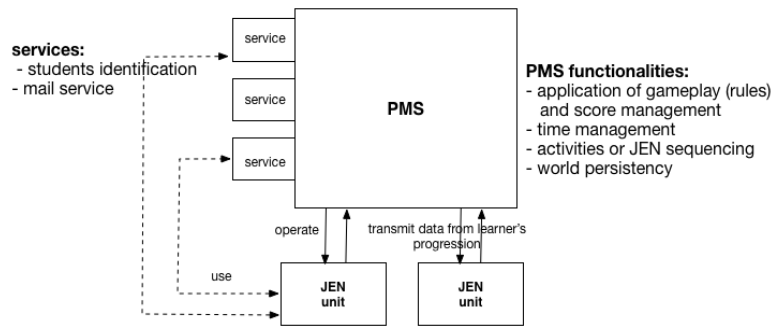 services:
- students identification
- mail service
service
service
service
PMS
PMS functionalities:
- application of gameplay (rules)
and score management
- time management
- activities or JEN sequencing
- world persistency
operate
transmit data from learner's
progression
use
JEN
unit
JEN
unit